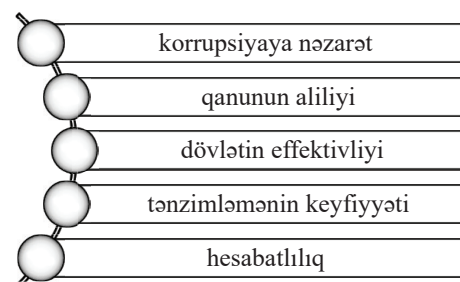 korrupsiyaya nəzarət
qanunun aliliyi
dövlətin effektivliyi
tənzimləmənin keyfiyyəti
hesabatlılıq